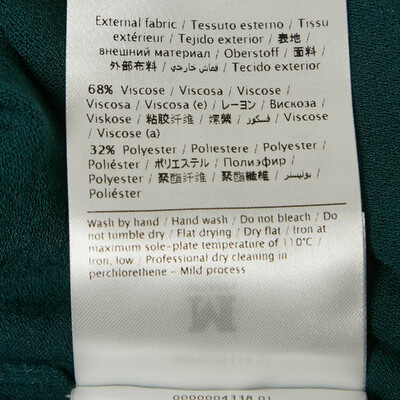 External fabric / Tessuto esterno / Tissu
extérieur / Tejido exterior / 表地 /
внешний материал / Oberstoff / 面料 /
外部布料 / قماش خارجي / Tecido exterior
68% Viscose / Viscosa / Viscose /
Viscosa / Viscosa (e) / レーヨン / Вискоза /
Viskose / 粘胶纤维 / 嫘縈 / فسكوز / Viscose
/ Viscose (a)
32% Polyester / Poliestere / Polyester /
Poliéster / ポリエステル / Полиэфир /
Polyester / 聚酯纤维 / 聚酯纖維 / بوليستر /
Poliéster
Wash by hand / Hand wash / Do not bleach / Do
not tumble dry / Flat drying / Dry flat / Iron at
maximum sole-plate temperature of 110°C /
Iron, low / Professional dry cleaning in
perchlorethene - Mild process
M
0000004338 01